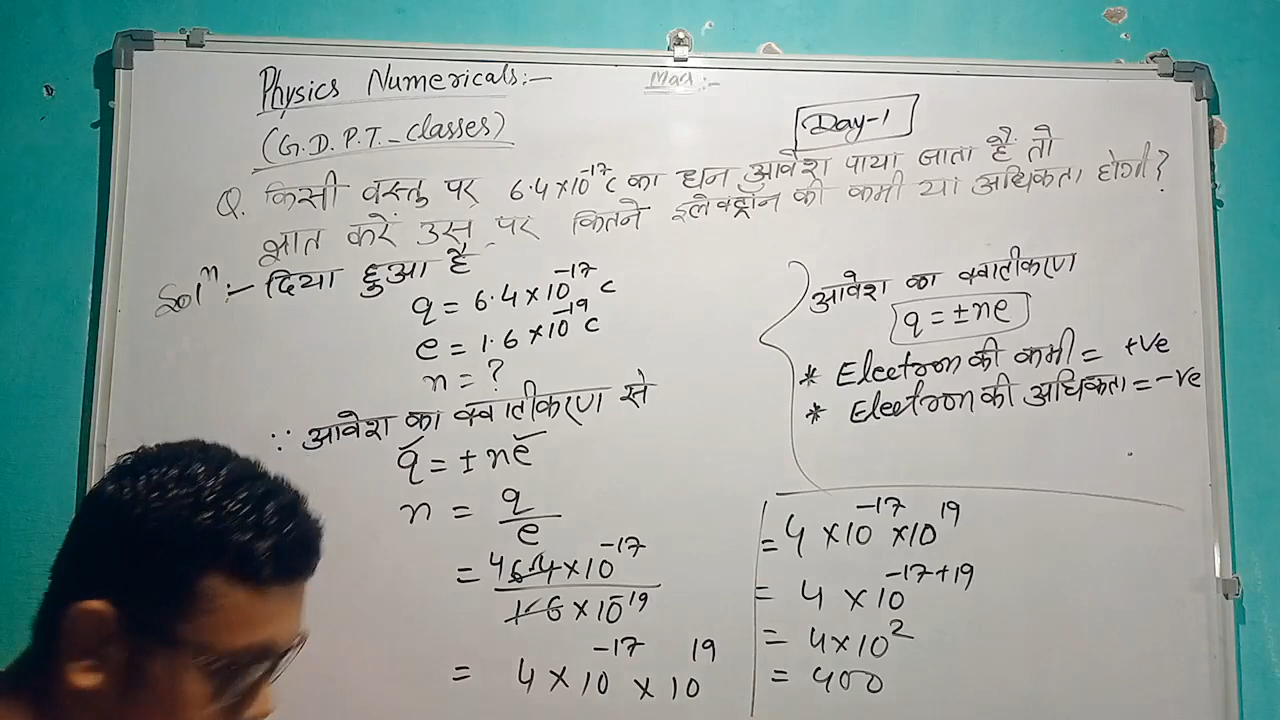 Physics Numericals:-
Mad:-
(G.D.P.T.-classes)
Day-1
Q. किसी वस्तु पर 6.4×10⁻¹⁷c का धन आवेश पाया जाता है तो
ज्ञात करें उस पर कितने इलेक्ट्रॉन की कमी या अधिकता होगी?
Solⁿ:- दिया हुआ है
q = 6.4×10⁻¹⁷ c
e = 1.6×10⁻¹⁹ c
n = ?
∵ आवेश का क्वांतीकरण से
q = ± ne
n = q/e
= 4 6.4×10⁻¹⁷ / 1.6×10⁻¹⁹
= 4×10⁻¹⁷ × 10¹⁹
आवेश का क्वातीकरण
q = ±ne
* Electron की कमी = +ve
* Electron की अधिकता = -ve
= 4×10⁻¹⁷×10¹⁹
= 4×10⁻¹⁷⁺¹⁹
= 4×10²
= 400